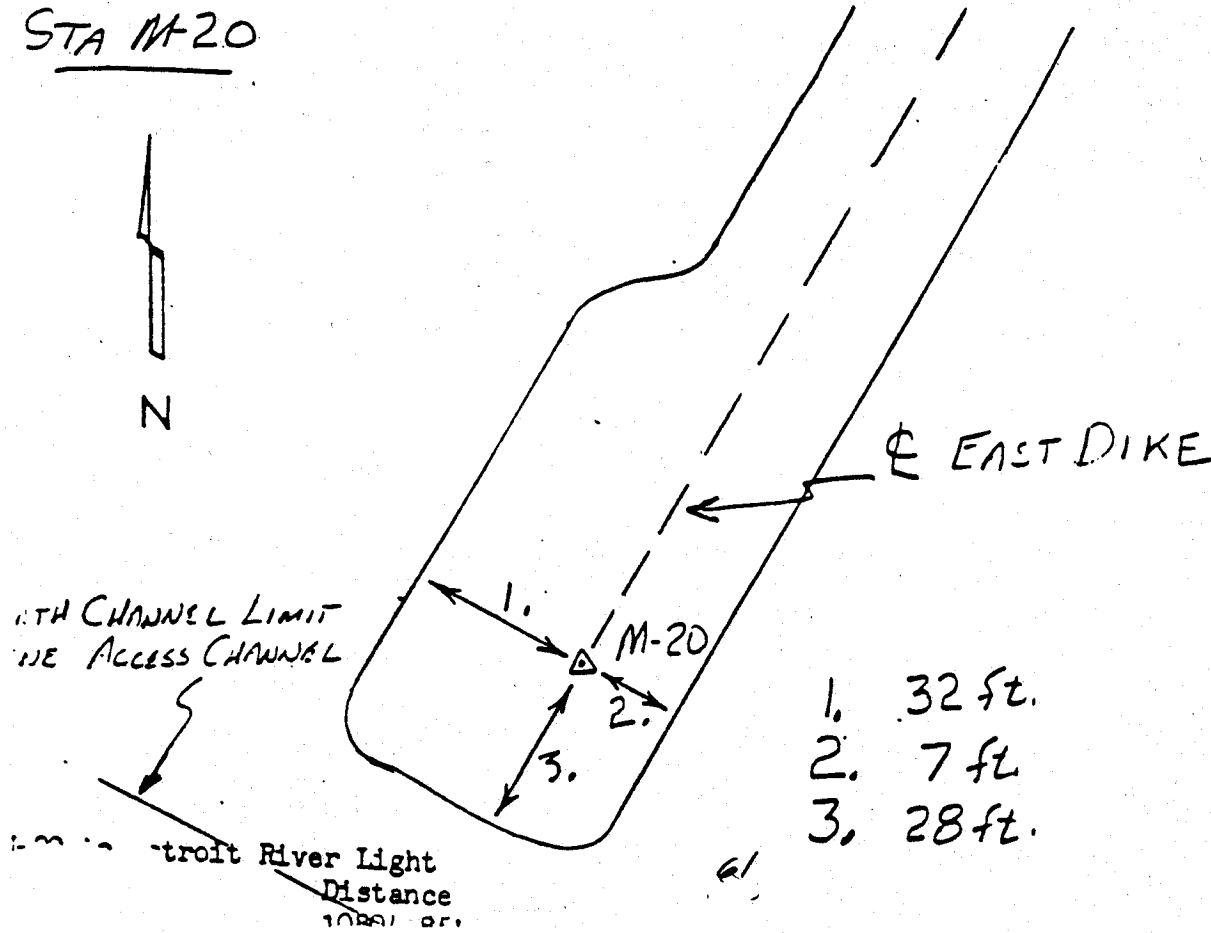 STA M-20
N
℄ EAST DIKE
CHANNEL LIMIT
ACCESS CHANNEL
1.
M-20
2.
3.
1. 32 ft.
2. 7 ft.
3. 28 ft.
River Light
Distance